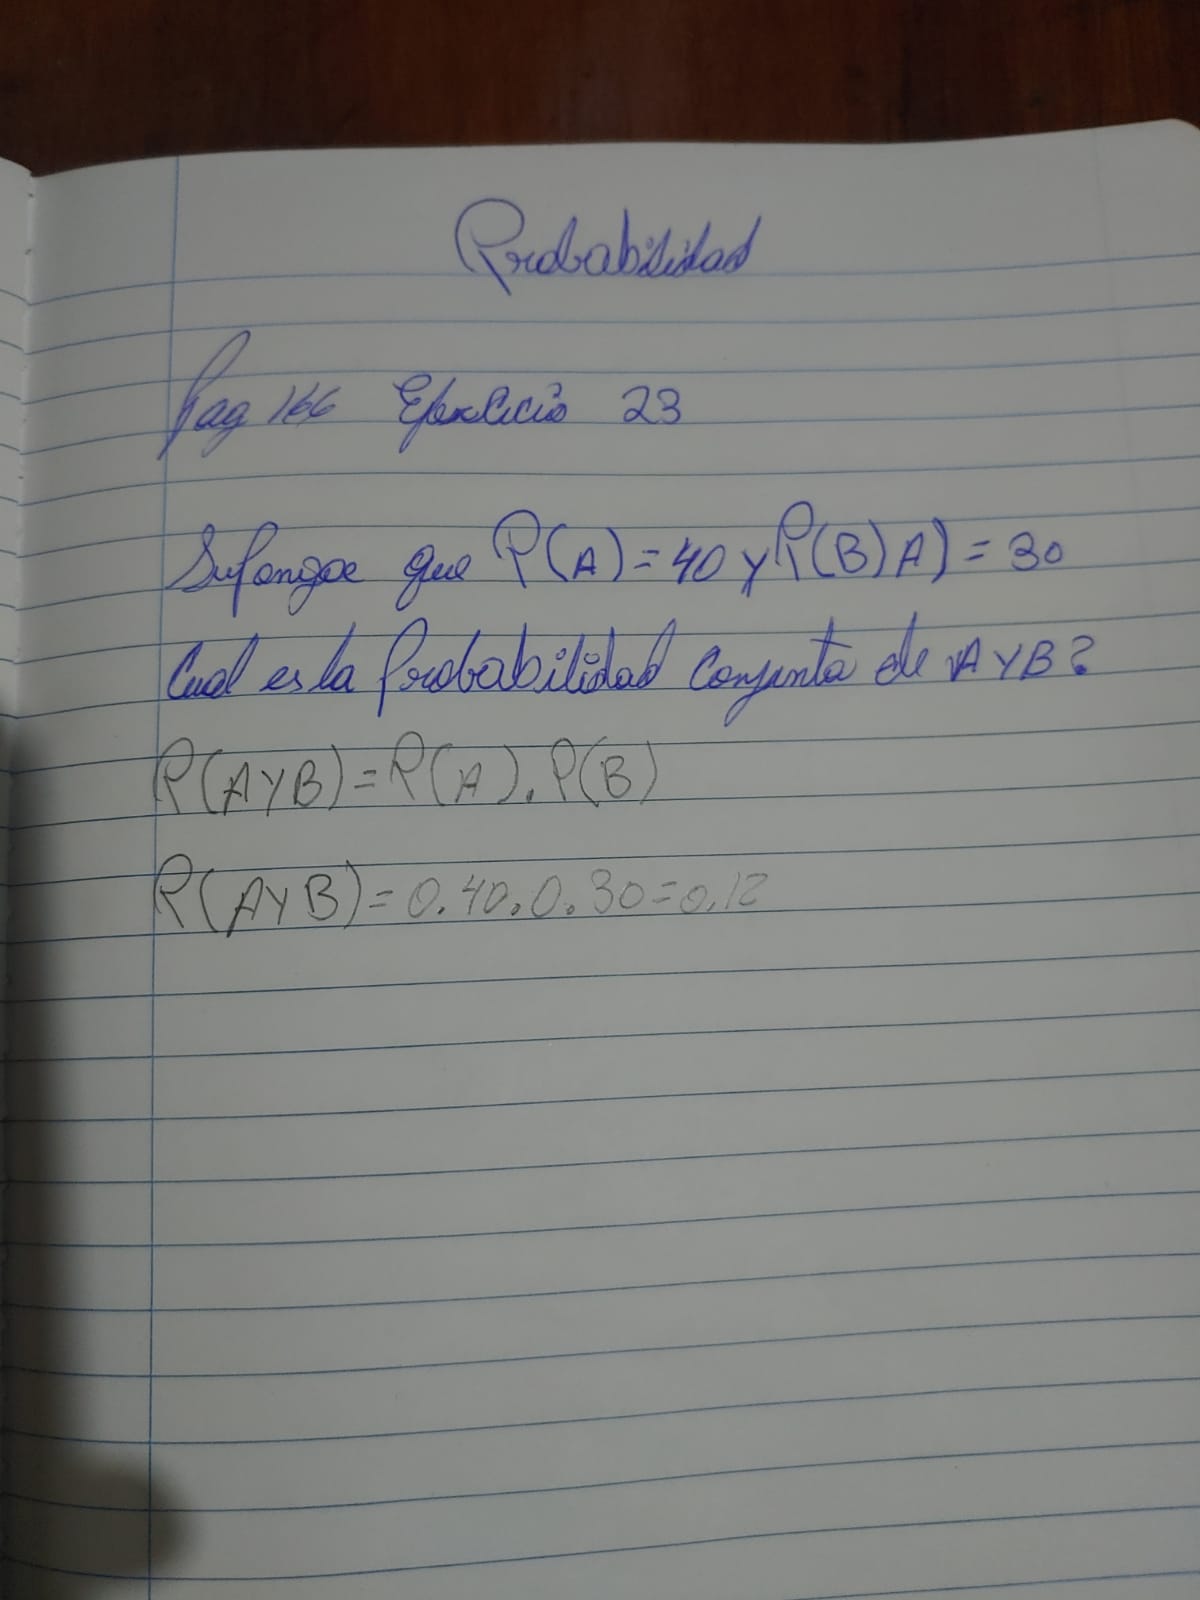 Probabilidad
Pag 166 Ejercicio 23
Suponga que P(A)=40 y P(B)A)=30
Cual es la Probabilidad Conjunta de A Y B?
P(A Y B)=P(A).P(B)
P(A Y B)=0.40.0.30=0.12